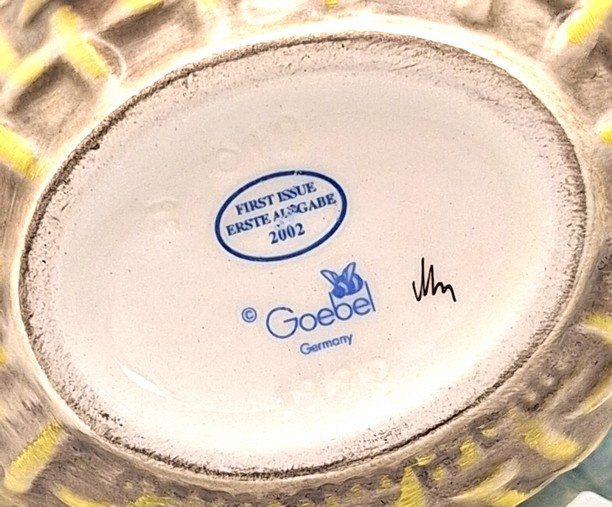 FIRST ISSUE
ERSTE AUSGABE
2002
© Goebel
Germany